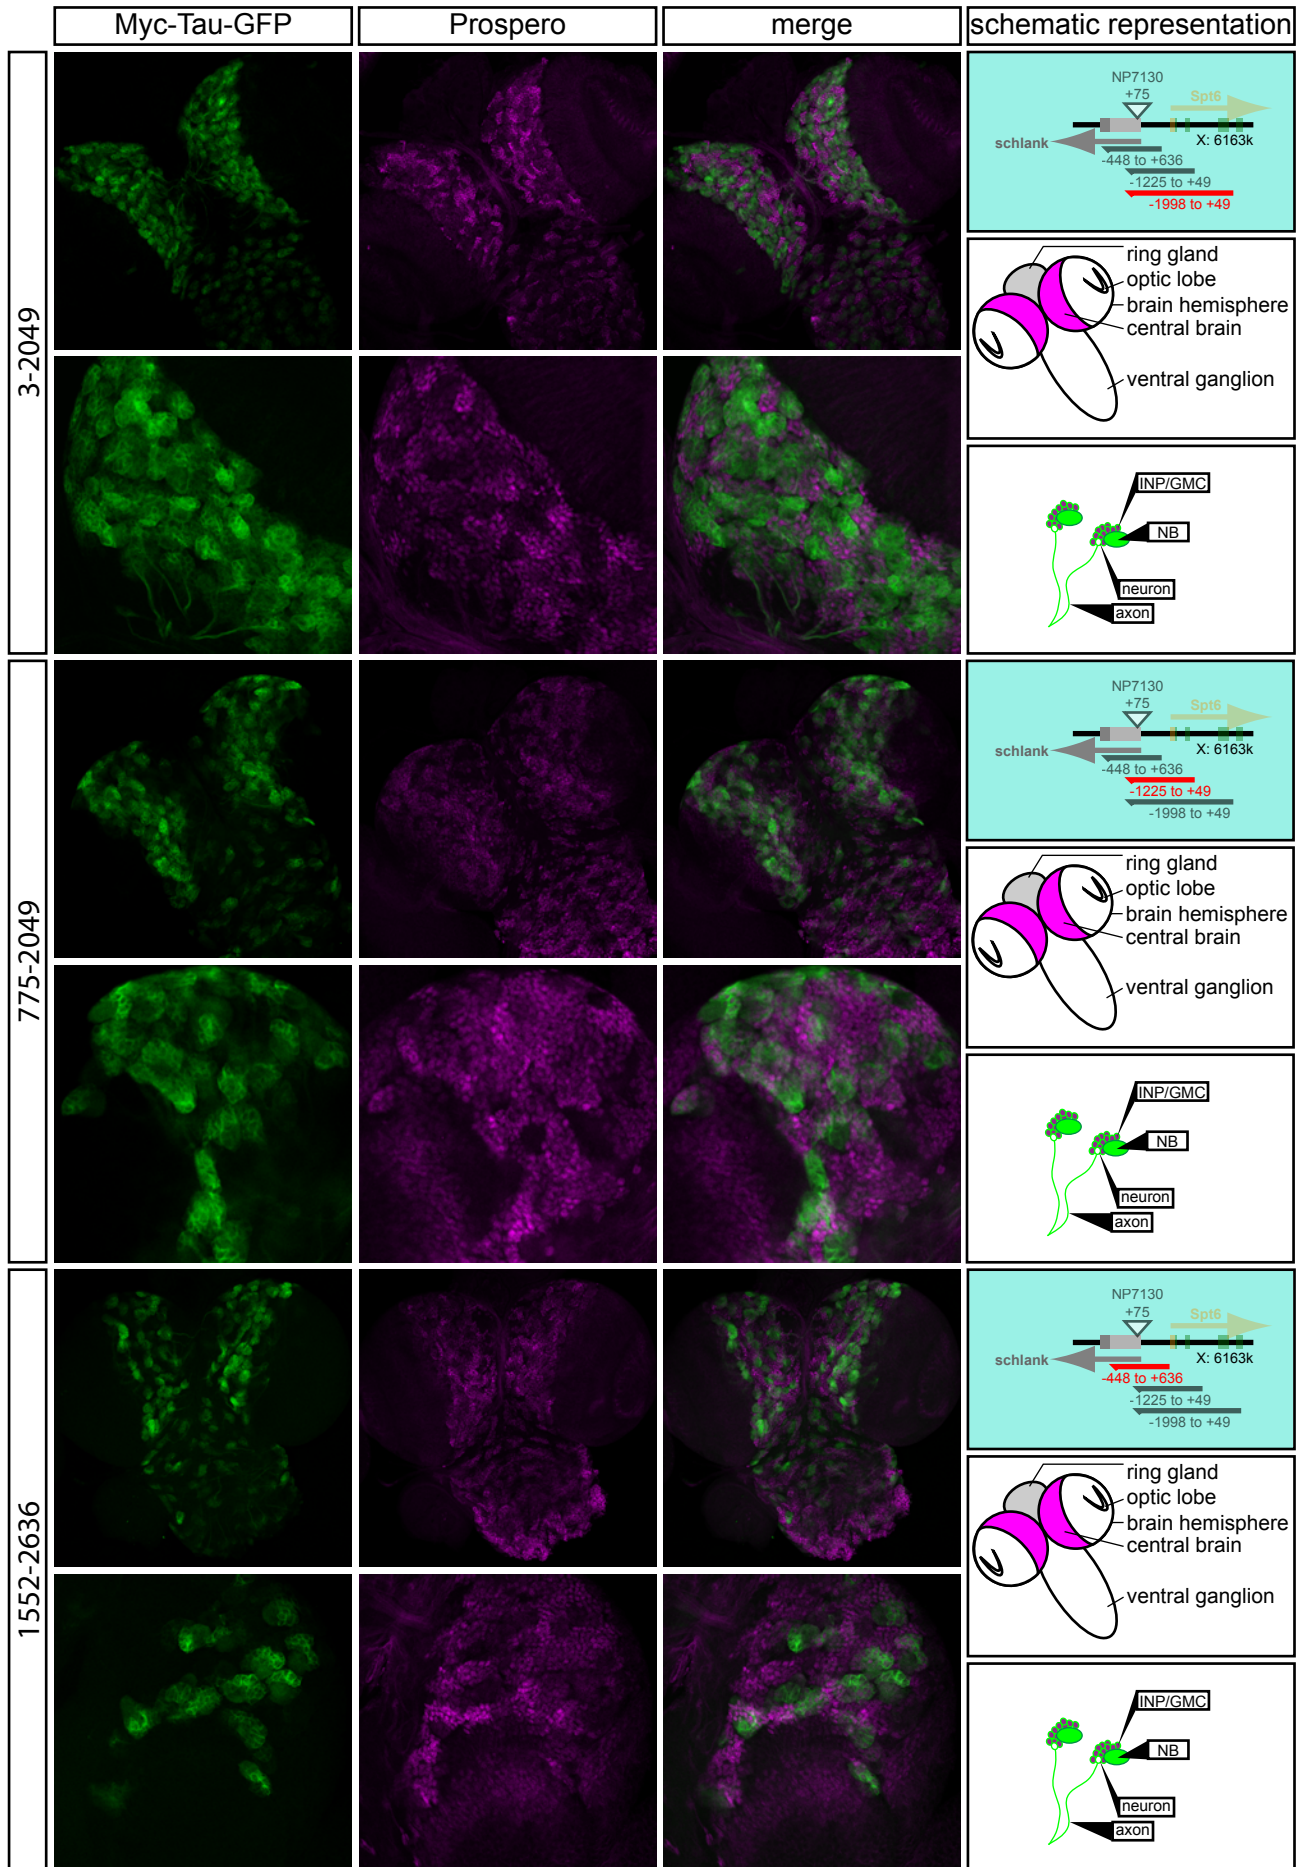 Myc-Tau-GFP
Prospero
merge
schematic representation
3-2049
NP7130
+75
Spt6
schlank
X: 6163k
-448 to +636
-1225 to +49
-1998 to +49
ring gland
optic lobe
brain hemisphere
central brain
ventral ganglion
INP/GMC
NB
neuron
axon
775-2049
NP7130
+75
Spt6
schlank
X: 6163k
-448 to +636
-1225 to +49
-1998 to +49
ring gland
optic lobe
brain hemisphere
central brain
ventral ganglion
INP/GMC
NB
neuron
axon
1552-2636
NP7130
+75
Spt6
schlank
X: 6163k
-448 to +636
-1225 to +49
-1998 to +49
ring gland
optic lobe
brain hemisphere
central brain
ventral ganglion
INP/GMC
NB
neuron
axon